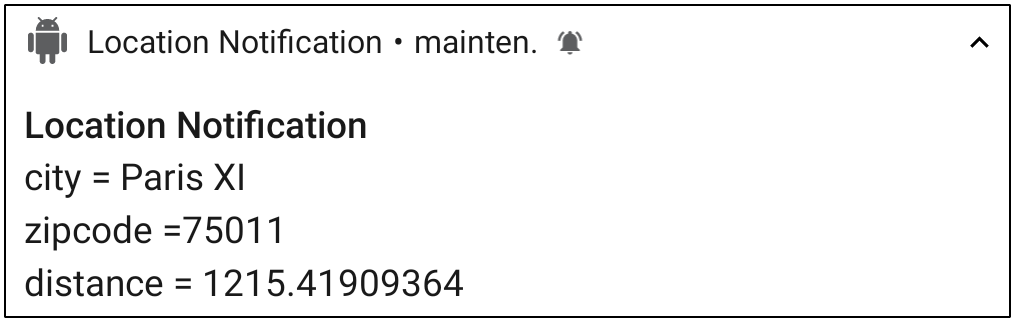 Location Notification • mainten.
Location Notification
city = Paris XI
zipcode =75011
distance = 1215.41909364